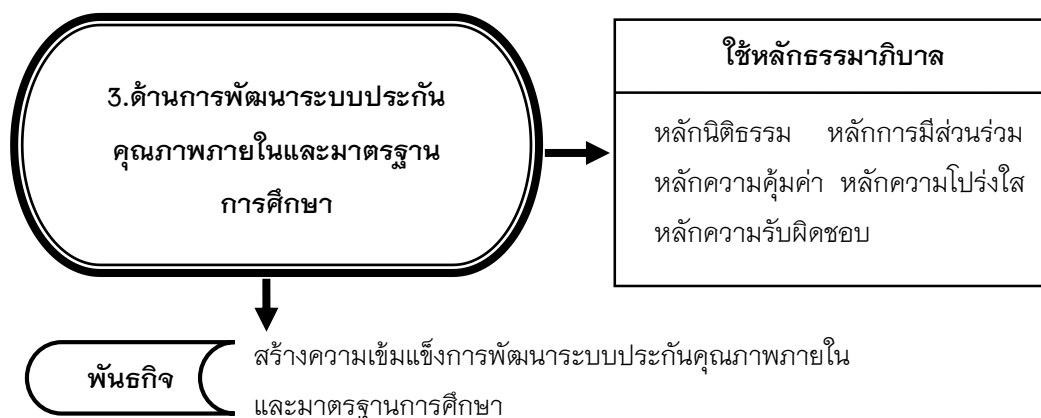 3.ด้านการพัฒนาระบบประกัน
คุณภาพภายในและมาตรฐาน
การศึกษา
ใช้หลักธรรมาภิบาล
หลักนิติธรรม หลักการมีส่วนร่วม
หลักความคุ้มค่า หลักความโปร่งใส
หลักความรับผิดชอบ
พันธกิจ
สร้างความเข้มแข็งการพัฒนาระบบประกันคุณภาพภายใน
และมาตรฐานการศึกษา